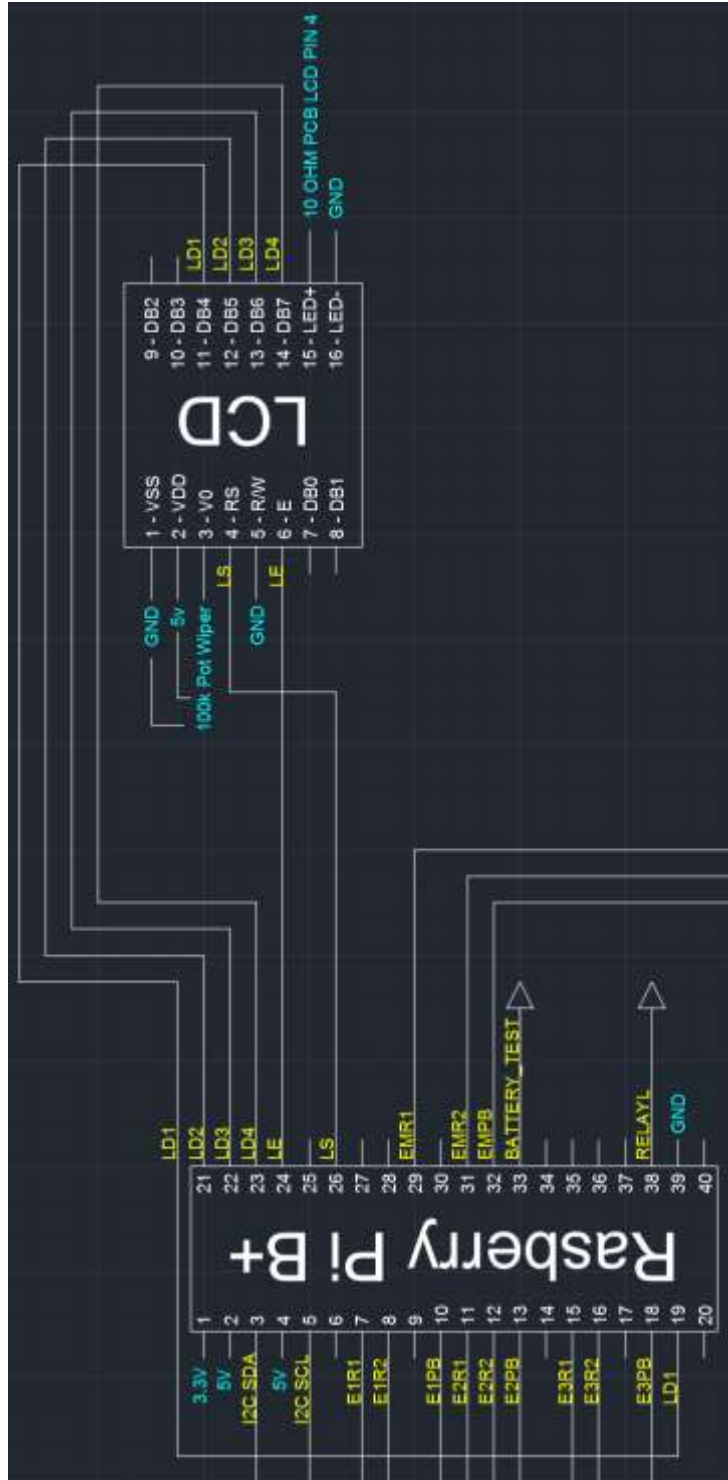 10 OHM PCB LCD PIN 4
GND
LD1
LD2
LD3
LD4
9 - DB2
10 - DB3
11 - DB4
12 - DB5
13 - DB6
14 - DB7
15 - LED+
16 - LED-
LCD
1 - VSS
2 - VDD
3 - V0
4 - RS
5 - R/W
6 - E
7 - DB0
8 - DB1
GND
5v
100k Pot Wiper
LS
GND
LE
LD1
LD2
LD3
LD4
LE
LS
EMR1
EMR2
EMPB
BATTERY_TEST
RELAYL
GND
21
22
23
24
25
26
27
28
29
30
31
32
33
34
35
36
37
38
39
40
Rasberry Pi B+
1
2
3
4
5
6
7
8
9
10
11
12
13
14
15
16
17
18
19
20
3.3V
5V
I2C SDA
5V
I2C SCL
E1R1
E1R2
E1PB
E2R1
E2R2
E2PB
E3R1
E3R2
E3PB
LD1